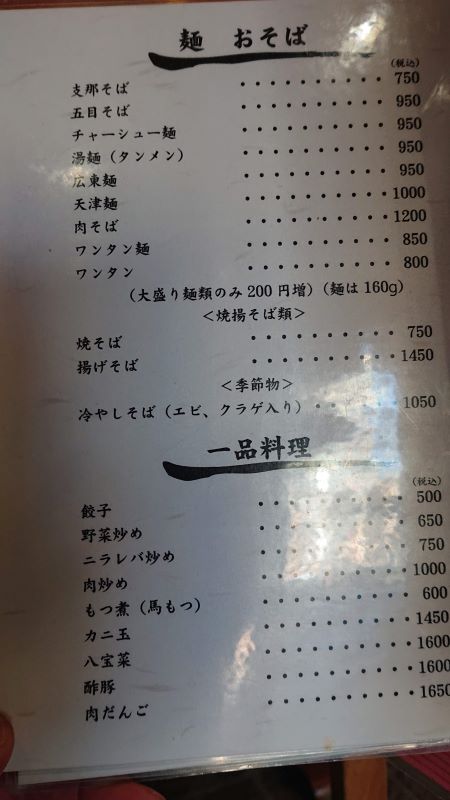 麺 おそば
(税込)
支那そば ・・・・・・・・・・ 750
五目そば ・・・・・・・・・・ 950
チャーシュー麺 ・・・・・・・・・・ 950
湯麺(タンメン) ・・・・・・・・・・ 950
広東麺 ・・・・・・・・・・ 950
天津麺 ・・・・・・・・・・ 1000
肉そば ・・・・・・・・・・ 1200
ワンタン麺 ・・・・・・・・・・ 850
ワンタン ・・・・・・・・・・ 800
(大盛り麺類のみ 200 円増)(麺は 160g)
<焼揚そば類>
焼そば ・・・・・・・・・・ 750
揚げそば ・・・・・・・・・・ 1450
<季節物>
冷やしそば(エビ、クラゲ入り)・・・・・・ 1050
一品料理
(税込)
餃子 ・・・・・・・・・・ 500
野菜炒め ・・・・・・・・・・ 650
ニラレバ炒め ・・・・・・・・・・ 750
肉炒め ・・・・・・・・・・ 1000
もつ煮(馬もつ) ・・・・・・・・・・ 600
カニ玉 ・・・・・・・・・・ 1450
八宝菜 ・・・・・・・・・・ 1600
酢豚 ・・・・・・・・・・ 1600
肉だんご ・・・・・・・・・・ 1650